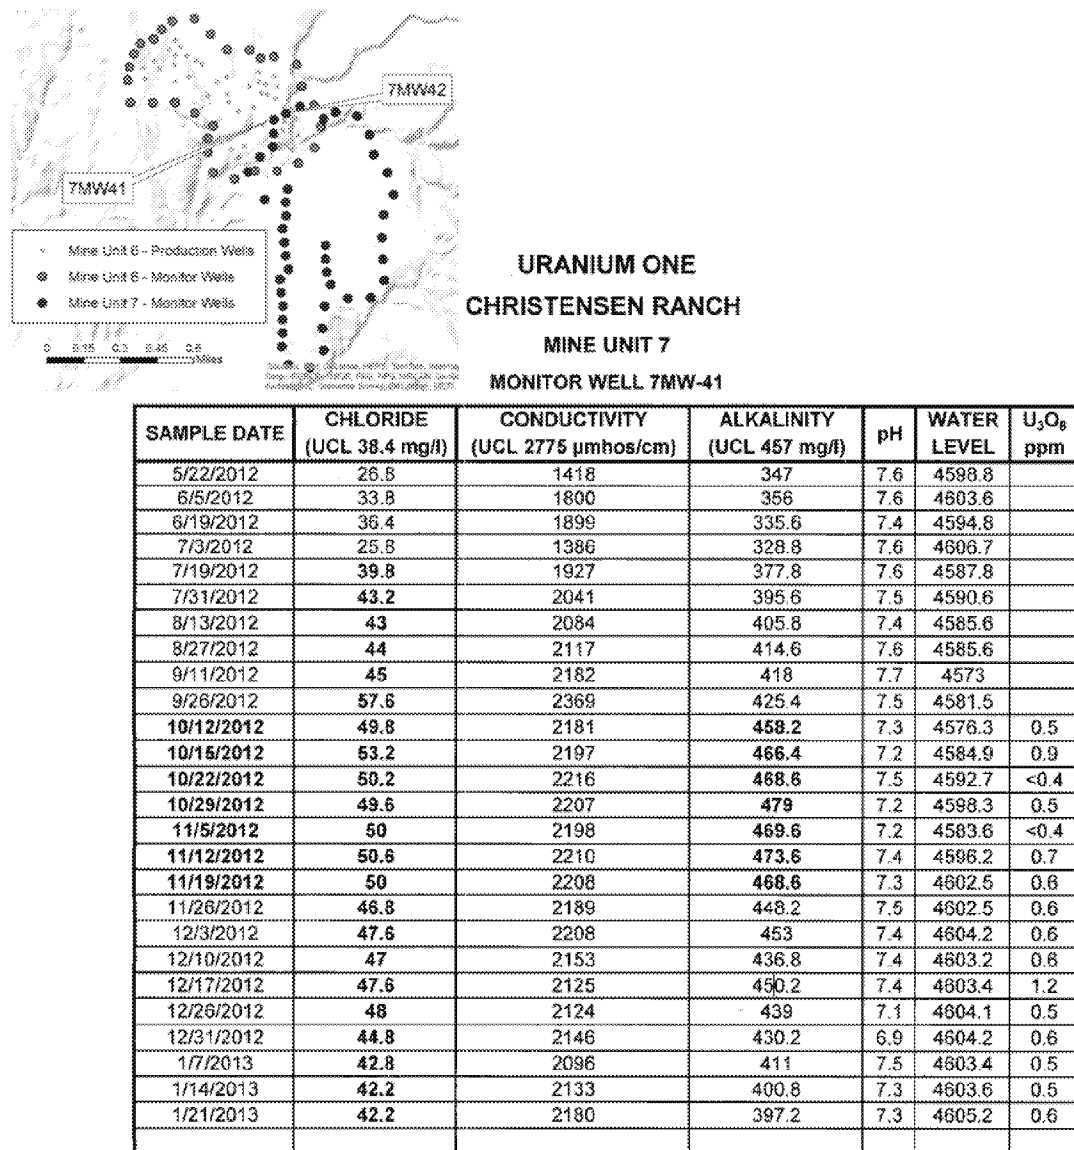 7MW42
7MW41
Mine Unit 6 - Production Wells
Mine Unit 6 - Monitor Wells
Mine Unit 7 - Monitor Wells
0 0.15 0.3 0.45 0.6
Miles
URANIUM ONE
CHRISTENSEN RANCH
MINE UNIT 7
MONITOR WELL 7MW-41
SAMPLE DATE CHLORIDE (UCL 38.4 mg/l) CONDUCTIVITY (UCL 2775 µmhos/cm) ALKALINITY (UCL 457 mg/l) pH WATER LEVEL U₃O₈ ppm
5/22/2012 26.8 1418 347 7.6 4598.8
6/5/2012 33.8 1800 356 7.6 4603.6
6/19/2012 36.4 1899 335.6 7.4 4594.8
7/3/2012 25.8 1386 328.8 7.6 4606.7
7/19/2012 39.8 1927 377.8 7.6 4587.8
7/31/2012 43.2 2041 395.6 7.5 4590.6
8/13/2012 43 2084 405.8 7.4 4585.6
8/27/2012 44 2117 414.6 7.6 4585.6
9/11/2012 45 2182 418 7.7 4573
9/26/2012 57.6 2369 425.4 7.5 4581.5
10/12/2012 49.8 2181 458.2 7.3 4576.3 0.5
10/15/2012 53.2 2197 466.4 7.2 4584.9 0.9
10/22/2012 50.2 2216 468.6 7.5 4592.7 <0.4
10/29/2012 49.6 2207 479 7.2 4598.3 0.5
11/5/2012 50 2198 469.6 7.2 4583.6 <0.4
11/12/2012 50.6 2210 473.6 7.4 4596.2 0.7
11/19/2012 50 2208 468.6 7.3 4602.5 0.6
11/26/2012 46.8 2189 448.2 7.5 4602.5 0.6
12/3/2012 47.6 2208 453 7.4 4604.2 0.6
12/10/2012 47 2153 436.8 7.4 4603.2 0.6
12/17/2012 47.6 2125 450.2 7.4 4603.4 1.2
12/26/2012 48 2124 439 7.1 4604.1 0.5
12/31/2012 44.8 2146 430.2 6.9 4604.2 0.6
1/7/2013 42.8 2096 411 7.5 4603.4 0.5
1/14/2013 42.2 2133 400.8 7.3 4603.6 0.5
1/21/2013 42.2 2180 397.2 7.3 4605.2 0.6